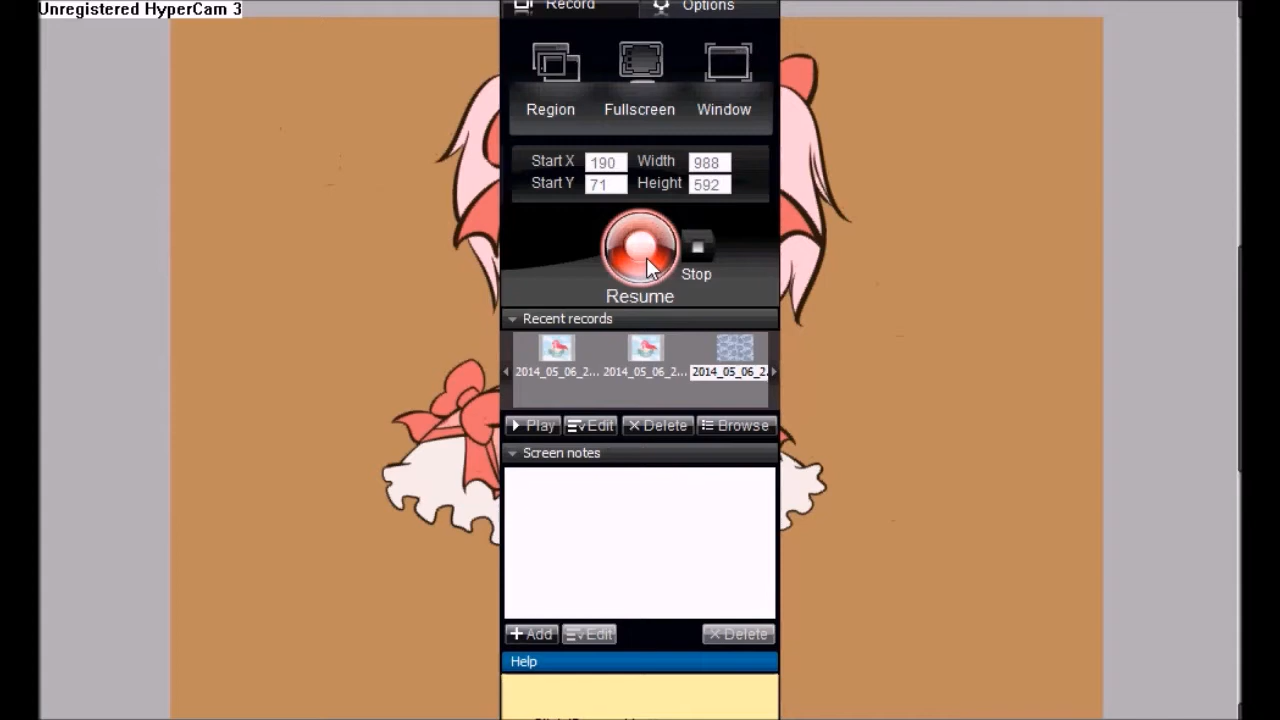 Unregistered HyperCam 3
Record Options
Region Fullscreen Window
Start X 190 Width 988
Start Y 71 Height 592
Stop
Resume
Recent records
2014_05_06_2... 2014_05_06_2... 2014_05_06_2.
Play Edit Delete Browse
Screen notes
Add Edit Delete
Help